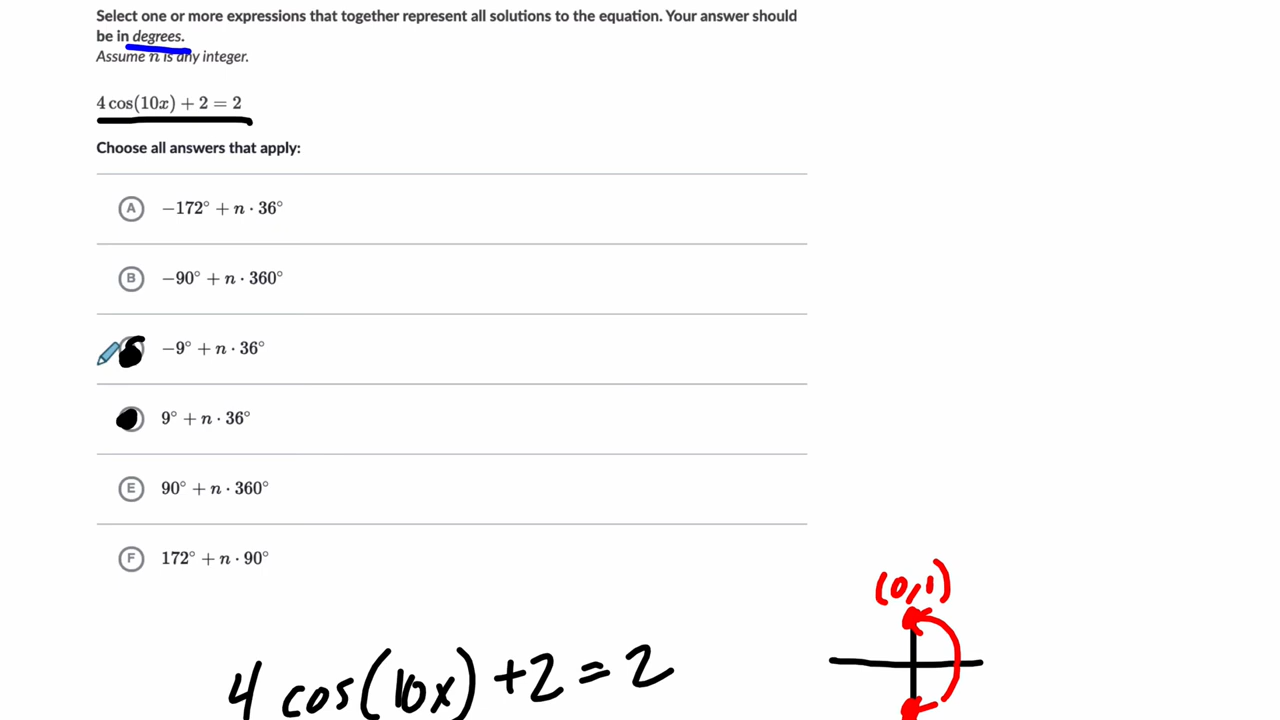 Select one or more expressions that together represent all solutions to the equation. Your answer should
be in degrees.
Assume n is any integer.
4 cos(10x) + 2 = 2
Choose all answers that apply:
A −172° + n · 36°
B −90° + n · 360°
−9° + n · 36°
9° + n · 36°
E 90° + n · 360°
F 172° + n · 90°
(0,1)
4 cos(10x) +2 = 2